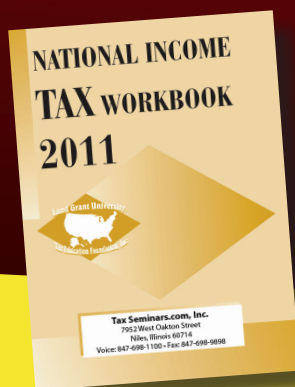 NATIONAL INCOME
TAX WORKBOOK
2011
Land Grant University
Tax Education Foundation, Inc.
Tax Seminars.com, Inc.
7952 West Oakton Street
Niles, Illinois 60714
Voice: 847-698-1100 • Fax: 847-698-9898